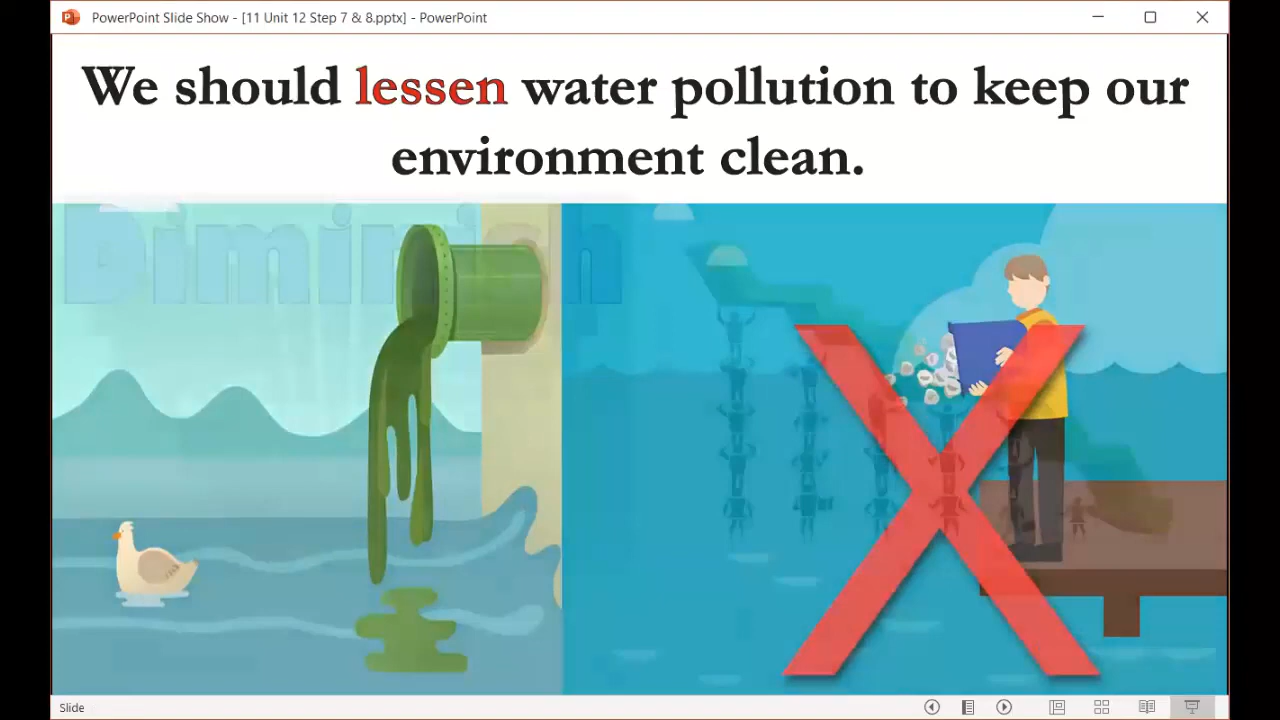 PowerPoint Slide Show - [11 Unit 12 Step 7 & 8.pptx] - PowerPoint
We should lessen water pollution to keep our
environment clean.
Diminish
Slide